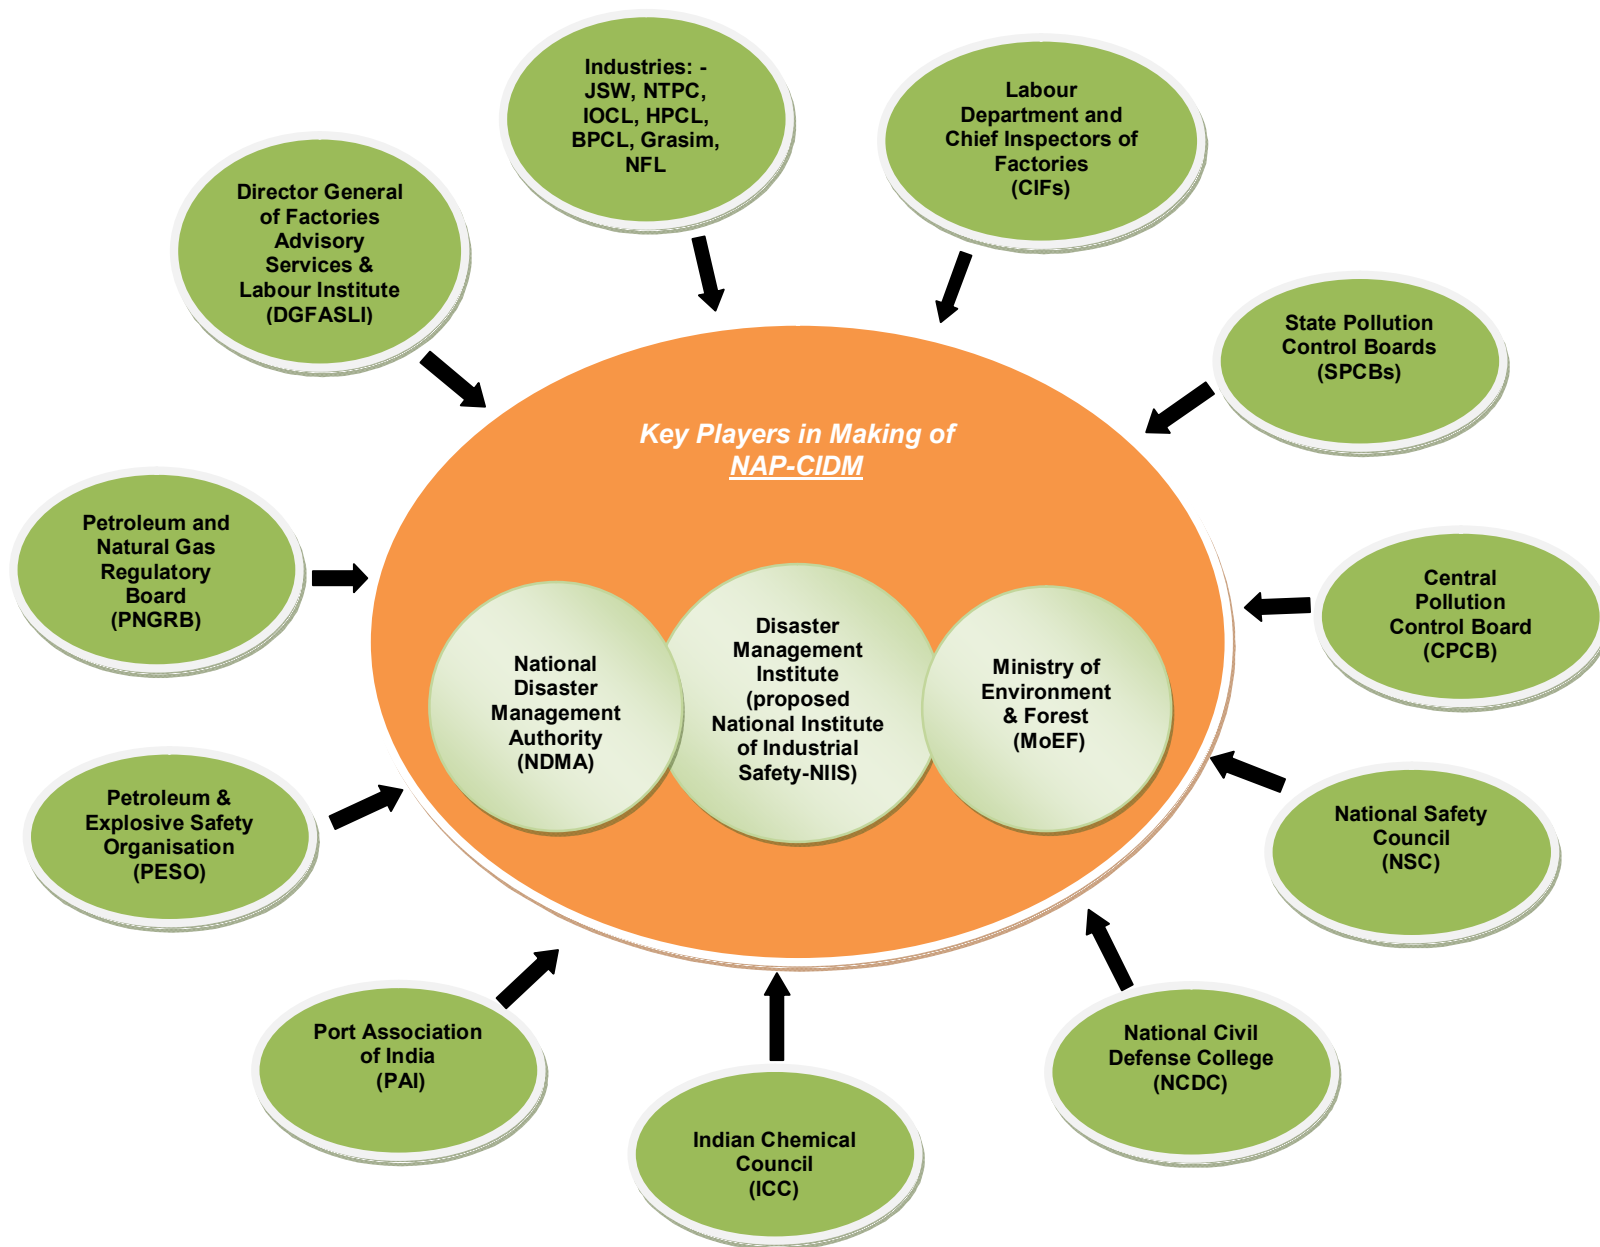 Industries: -
JSW, NTPC,
IOCL, HPCL,
BPCL, Grasim,
NFL
Labour
Department and
Chief Inspectors of
Factories
(CIFs)
Director General
of Factories
Advisory
Services &
Labour Institute
(DGFASLI)
State Pollution
Control Boards
(SPCBs)
Key Players in Making of
NAP-CIDM
Petroleum and
Natural Gas
Regulatory
Board
(PNGRB)
Central
Pollution
Control Board
(CPCB)
National
Disaster
Management
Authority
(NDMA)
Disaster
Management
Institute
(proposed
National Institute
of Industrial
Safety-NIIS)
Ministry of
Environment
& Forest
(MoEF)
Petroleum &
Explosive Safety
Organisation
(PESO)
National Safety
Council
(NSC)
Port Association
of India
(PAI)
National Civil
Defense College
(NCDC)
Indian Chemical
Council
(ICC)